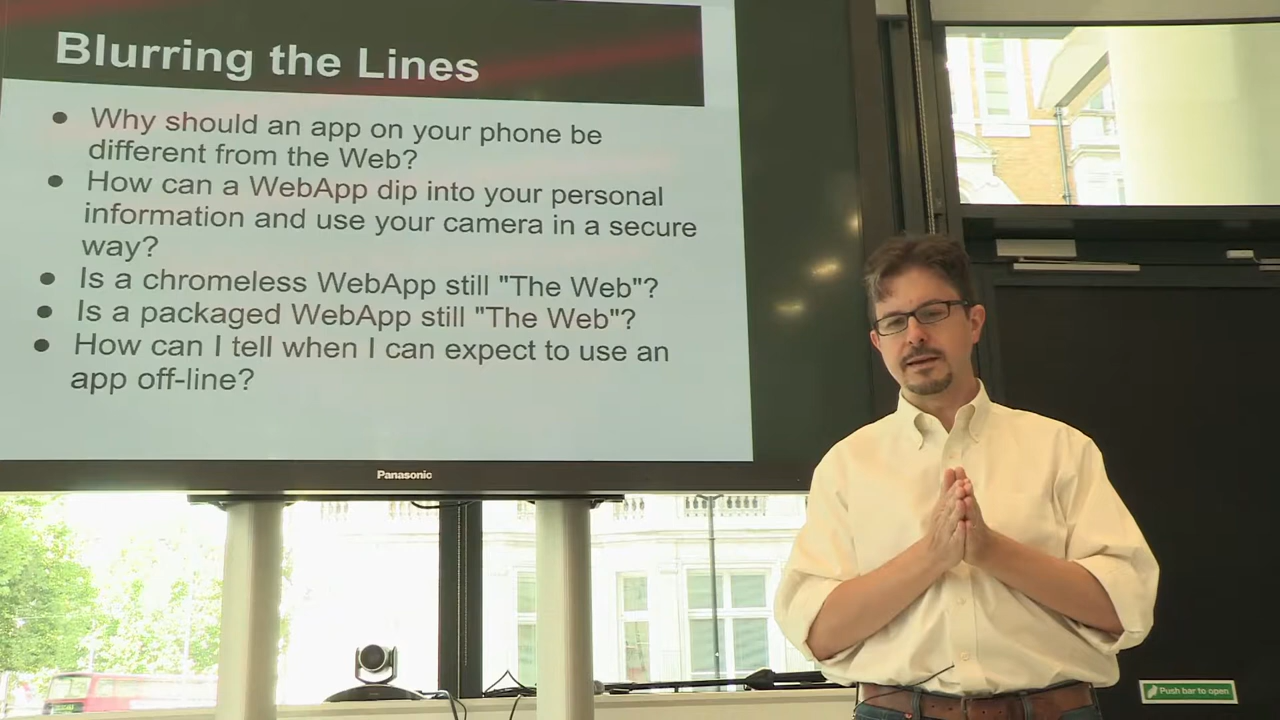 Blurring the Lines
● Why should an app on your phone be
different from the Web?
● How can a WebApp dip into your personal
information and use your camera in a secure
way?
● Is a chromeless WebApp still "The Web"?
● Is a packaged WebApp still "The Web"?
● How can I tell when I can expect to use an
app off-line?
Panasonic
Push bar to open